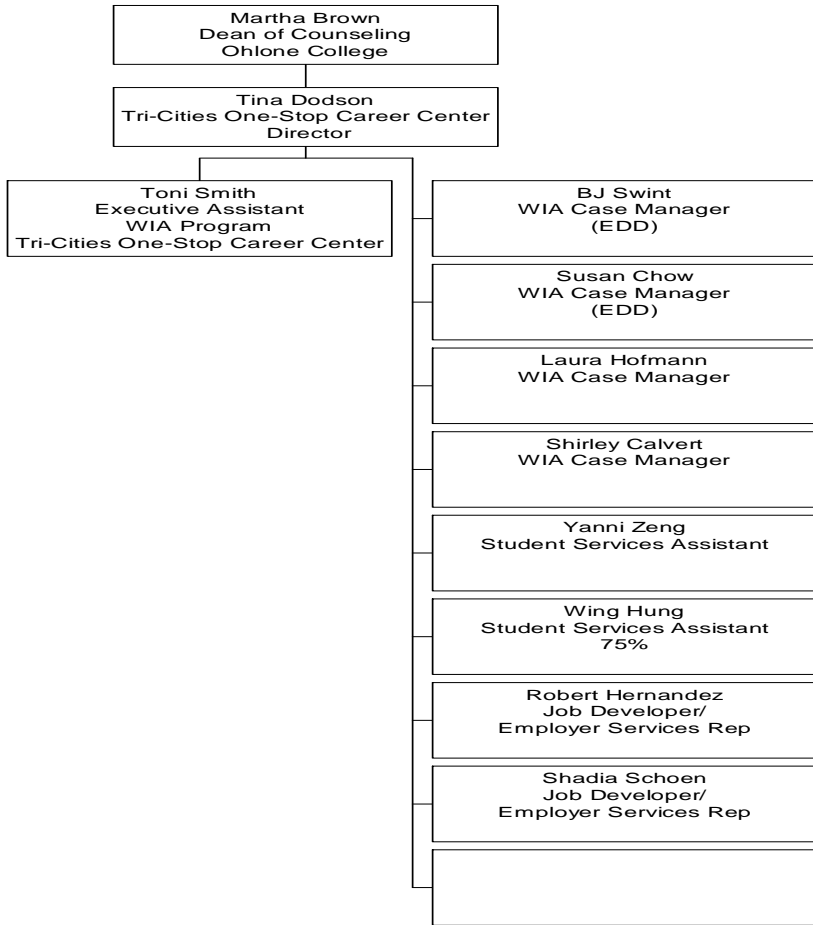 Martha Brown
Dean of Counseling
Ohlone College
Tina Dodson
Tri-Cities One-Stop Career Center
Director
Toni Smith
Executive Assistant
WIA Program
Tri-Cities One-Stop Career Center
BJ Swint
WIA Case Manager
(EDD)
Susan Chow
WIA Case Manager
(EDD)
Laura Hofmann
WIA Case Manager
Shirley Calvert
WIA Case Manager
Yanni Zeng
Student Services Assistant
Wing Hung
Student Services Assistant
75%
Robert Hernandez
Job Developer/
Employer Services Rep
Shadia Schoen
Job Developer/
Employer Services Rep